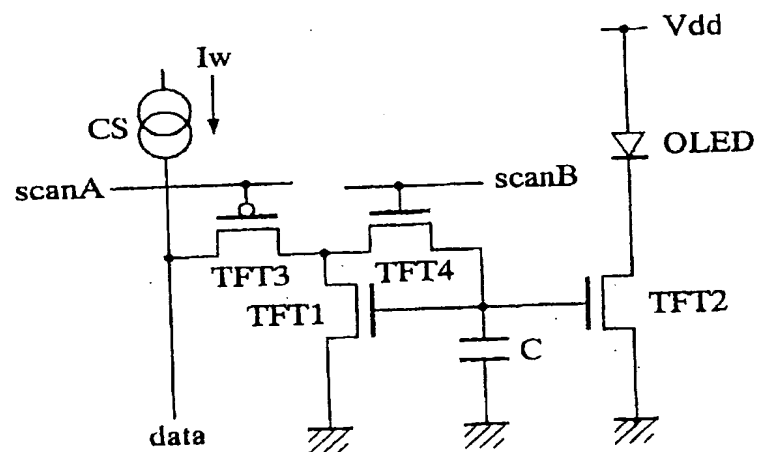 Vdd
Iw
CS
OLED
scanA
scanB
TFT3
TFT4
TFT1
TFT2
C
data